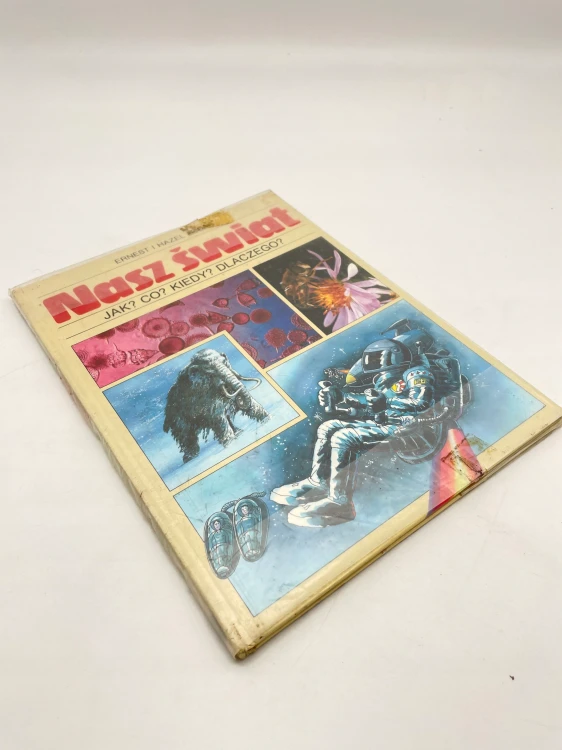 ERNEST I HAZEL
Nasz świat
JAK? CO? KIEDY? DLACZEGO?